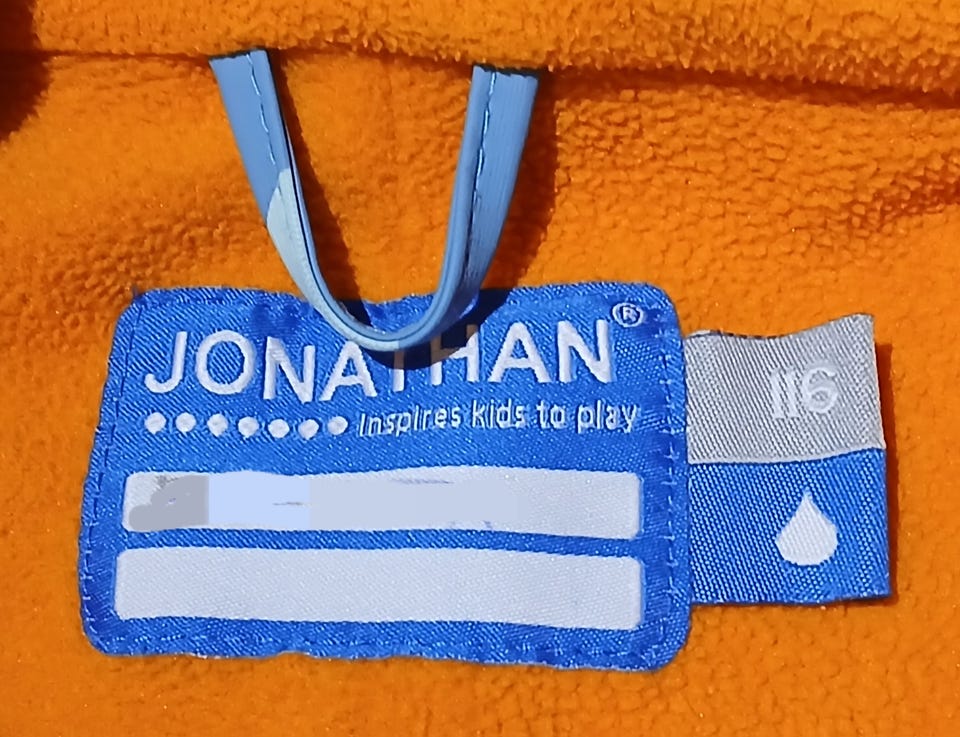 JONATHAN®
Inspires kids to play
116